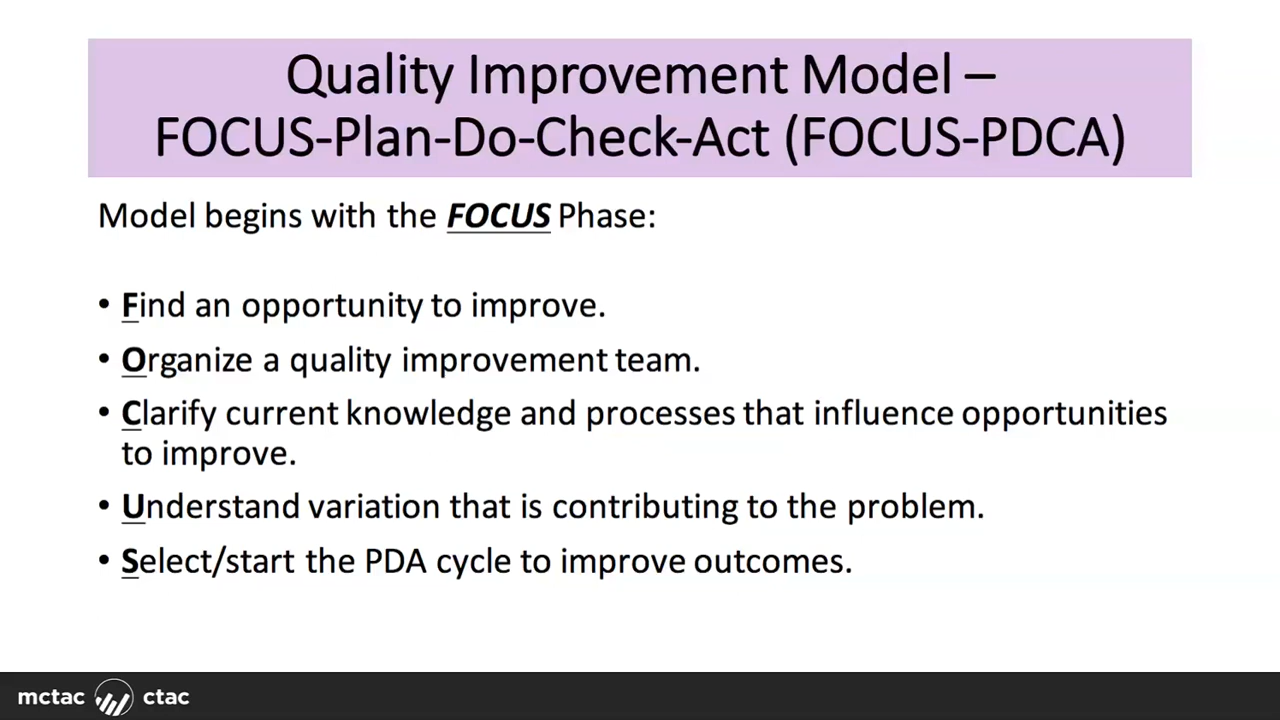 Quality Improvement Model –
FOCUS-Plan-Do-Check-Act (FOCUS-PDCA)
Model begins with the FOCUS Phase:
• Find an opportunity to improve.
• Organize a quality improvement team.
• Clarify current knowledge and processes that influence opportunities
to improve.
• Understand variation that is contributing to the problem.
• Select/start the PDA cycle to improve outcomes.
mctac ctac